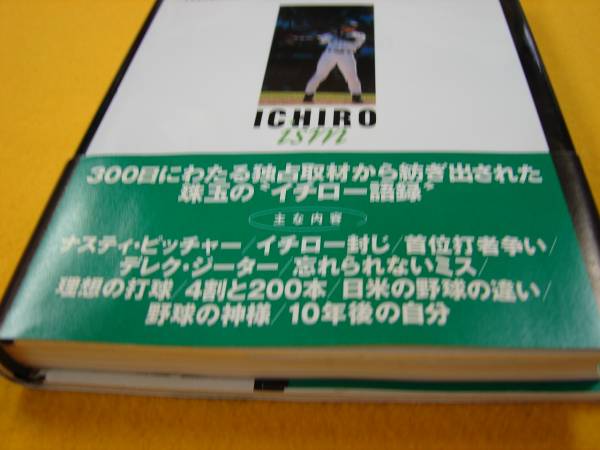 ICHIRO
ism
300日にわたる独占取材から紡ぎ出された
珠玉の“イチロー語録”
主な内容
ナスティ・ピッチャー/イチロー封じ/首位打者争い/
デレク・ジーター/忘れられないミス/
理想の打球/4割と200本/日米の野球の違い/
野球の神様/10年後の自分